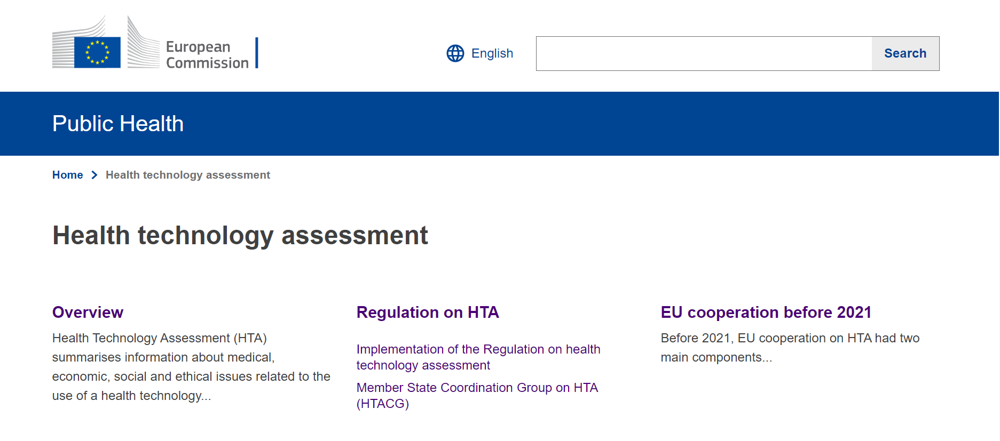 European
Commission
English
Search
Public Health
Home
Health technology assessment
Health technology assessment
Overview
Health Technology Assessment (HTA)
summarises information about medical,
economic, social and ethical issues related to the
use of a health technology...
Regulation on HTA
Implementation of the Regulation on health
technology assessment
Member State Coordination Group on HTA
(HTACG)
EU cooperation before 2021
Before 2021, EU cooperation on HTA had two
main components...